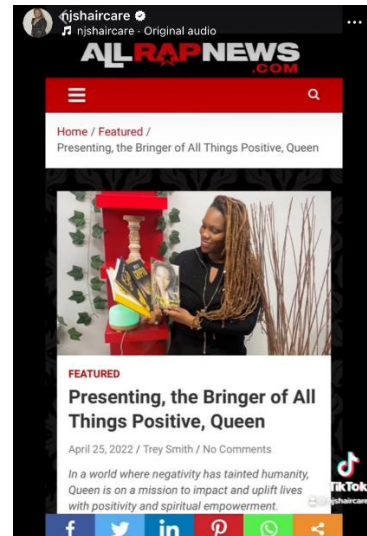 njshaircare
njshaircare · Original audio
ALLRAPNEWS
.COM
Home / Featured /
Presenting, the Bringer of All Things Positive, Queen
FEATURED
Presenting, the Bringer of All
Things Positive, Queen
April 25, 2022 / Trey Smith / No Comments
In a world where negativity has tainted humanity,
Queen is on a mission to impact and uplift lives
with positivity and spiritual empowerment.
TikTok
njshaircare